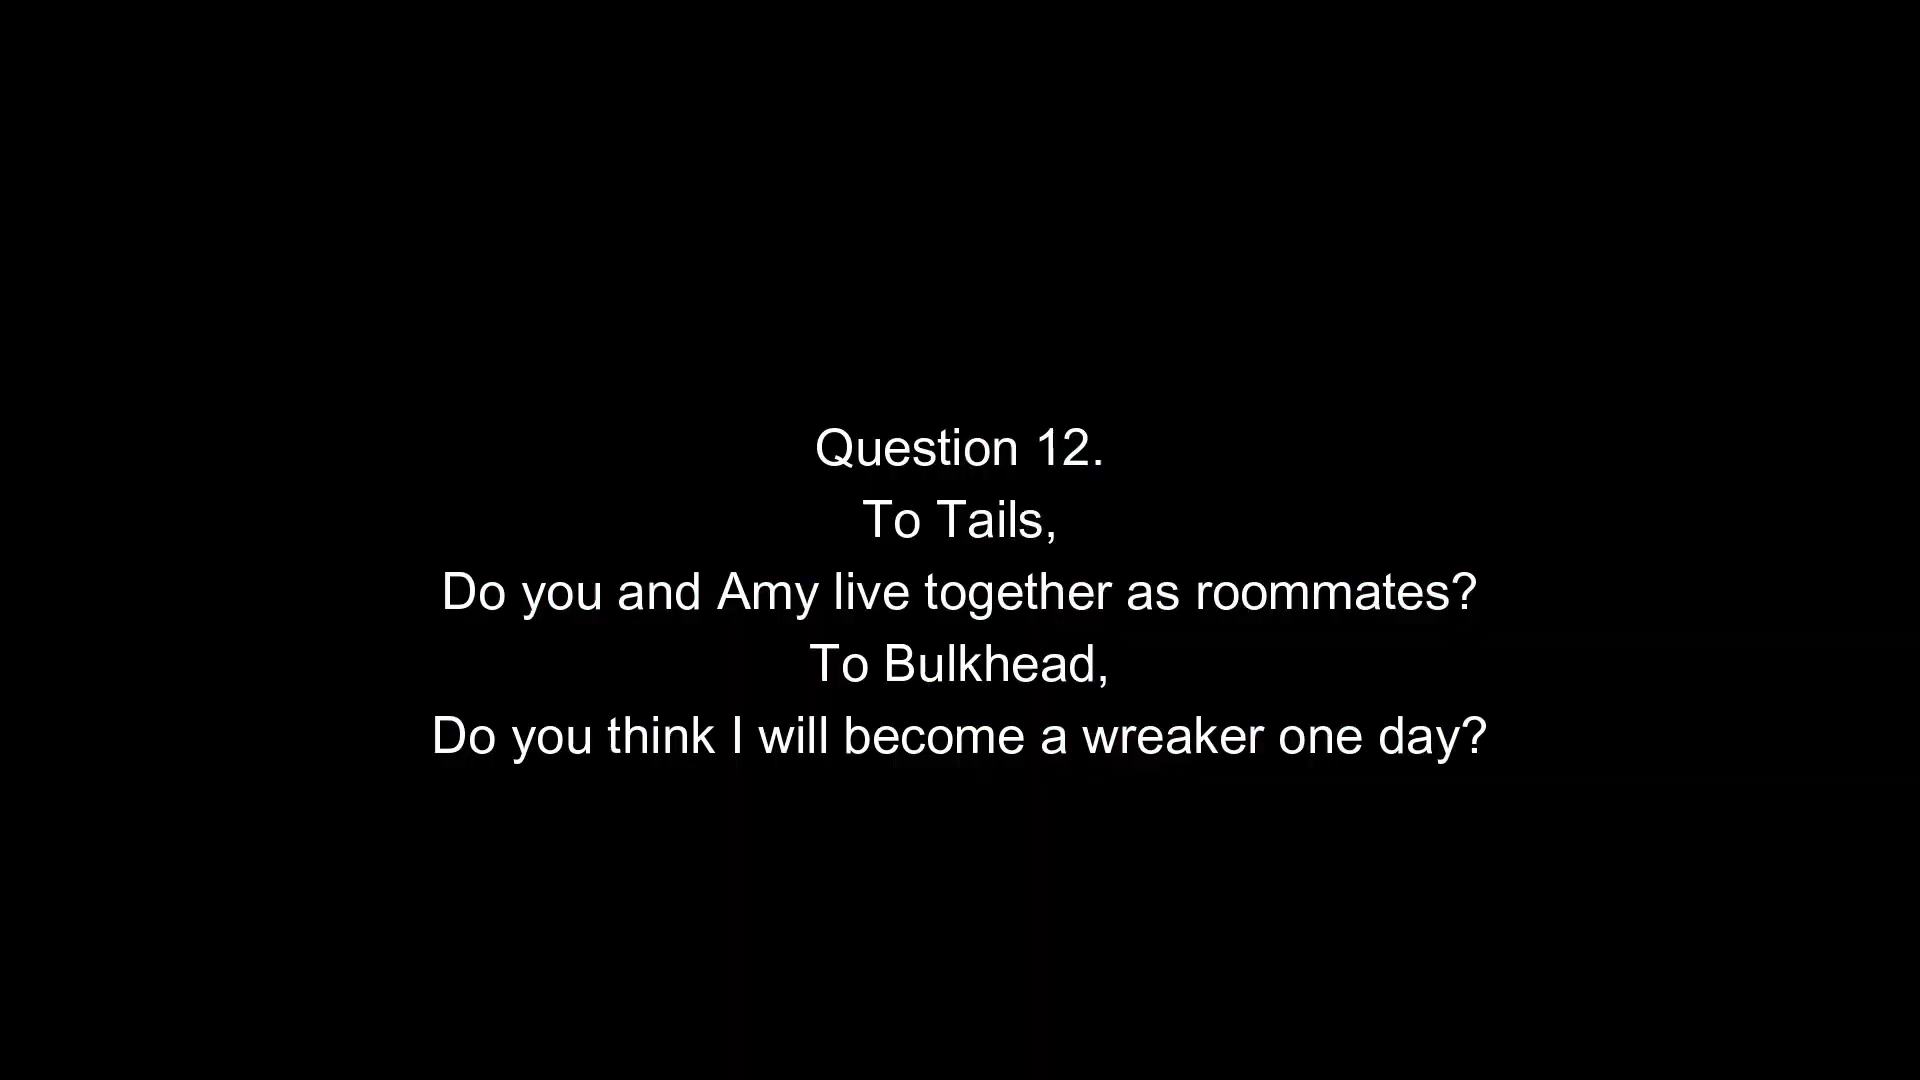 Question 12.
To Tails,
Do you and Amy live together as roommates?
To Bulkhead,
Do you think I will become a wreaker one day?